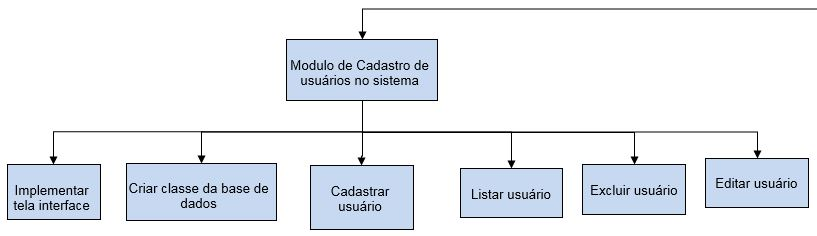 Modulo de Cadastro de
usuários no sistema
Implementar
tela interface
Criar classe da base de
dados
Cadastrar
usuário
Listar usuário
Excluir usuário
Editar usuário